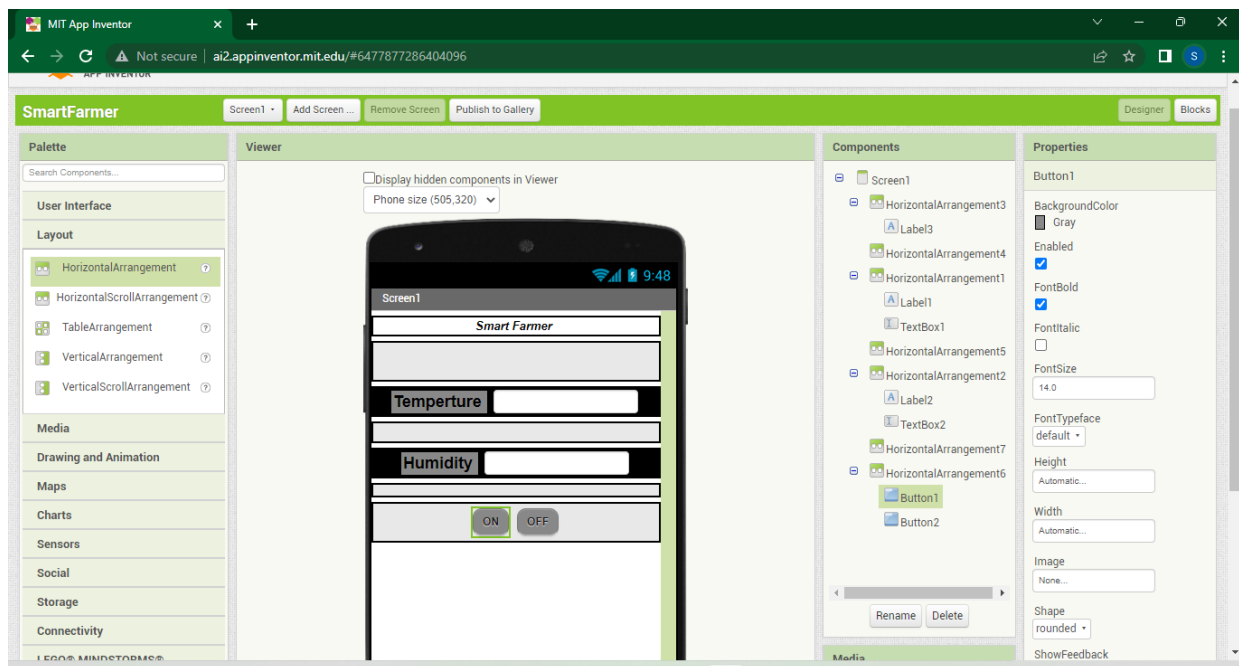 MIT App Inventor
Not secure ai2.appinventor.mit.edu/#6477877286404096
S
APP INVENTOR
SmartFarmer Screen1 Add Screen ... Remove Screen Publish to Gallery Designer Blocks
Palette
Search Components...
User Interface
Layout
HorizontalArrangement ?
HorizontalScrollArrangement ?
TableArrangement ?
VerticalArrangement ?
VerticalScrollArrangement ?
Media
Drawing and Animation
Maps
Charts
Sensors
Social
Storage
Connectivity
LEGO® MINDSTORMS®
Viewer
Display hidden components in Viewer
Phone size (505,320)
9:48
Screen1
Smart Farmer
Temperture
Humidity
ON OFF
Components
Screen1
HorizontalArrangement3
A Label3
HorizontalArrangement4
HorizontalArrangement1
A Label1
TextBox1
HorizontalArrangement5
HorizontalArrangement2
A Label2
TextBox2
HorizontalArrangement7
HorizontalArrangement6
Button1
Button2
Rename Delete
Media
Properties
Button1
BackgroundColor
Gray
Enabled
FontBold
FontItalic
FontSize
14.0
FontTypeface
default
Height
Automatic...
Width
Automatic...
Image
None...
Shape
rounded
ShowFeedback